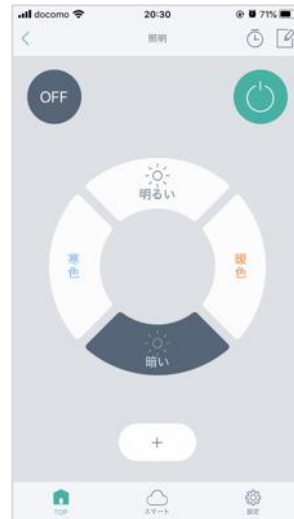 docomo 20:30 71%
照明
OFF
明るい
寒色
暖色
暗い
+
TOP
スマート
設定